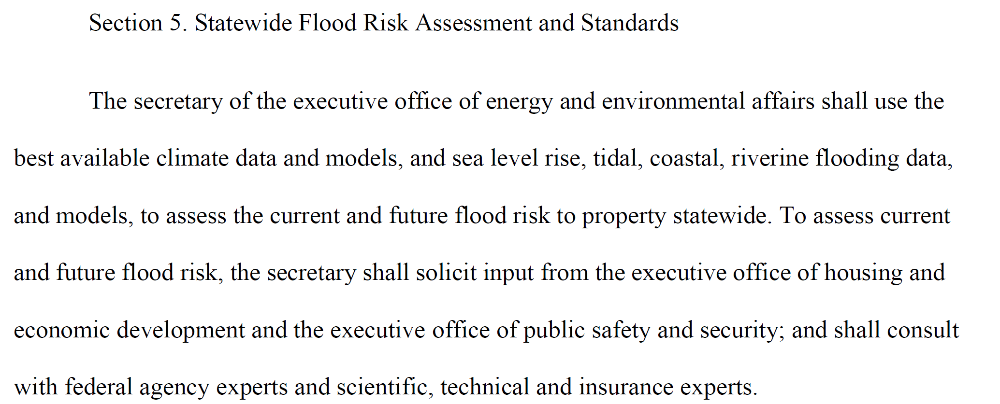 Section 5. Statewide Flood Risk Assessment and Standards
The secretary of the executive office of energy and environmental affairs shall use the
best available climate data and models, and sea level rise, tidal, coastal, riverine flooding data,
and models, to assess the current and future flood risk to property statewide. To assess current
and future flood risk, the secretary shall solicit input from the executive office of housing and
economic development and the executive office of public safety and security; and shall consult
with federal agency experts and scientific, technical and insurance experts.